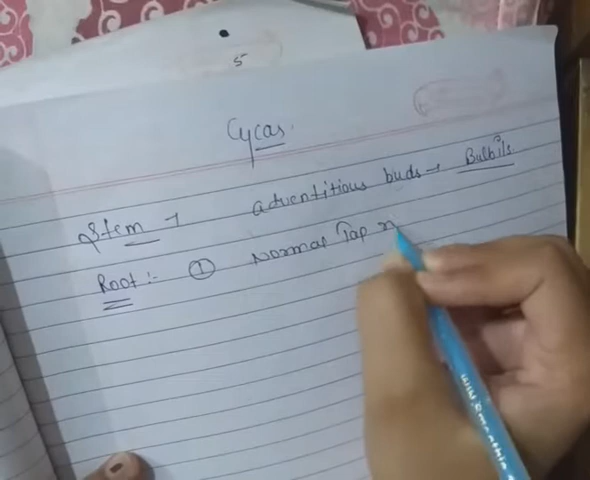 5
Cycas.
Stem → adventitious buds → Bulbils
Root :- ① Normal Tap r